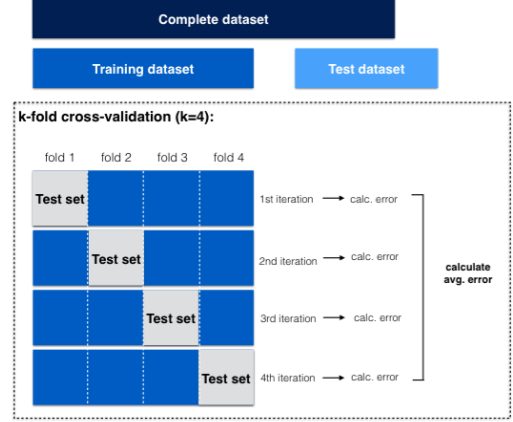 Complete dataset
Training dataset
Test dataset
k-fold cross-validation (k=4):
fold 1
fold 2
fold 3
fold 4
Test set
1st iteration
calc. error
Test set
2nd iteration
calc. error
Test set
3rd iteration
calc. error
Test set
4th iteration
calc. error
calculate
avg. error